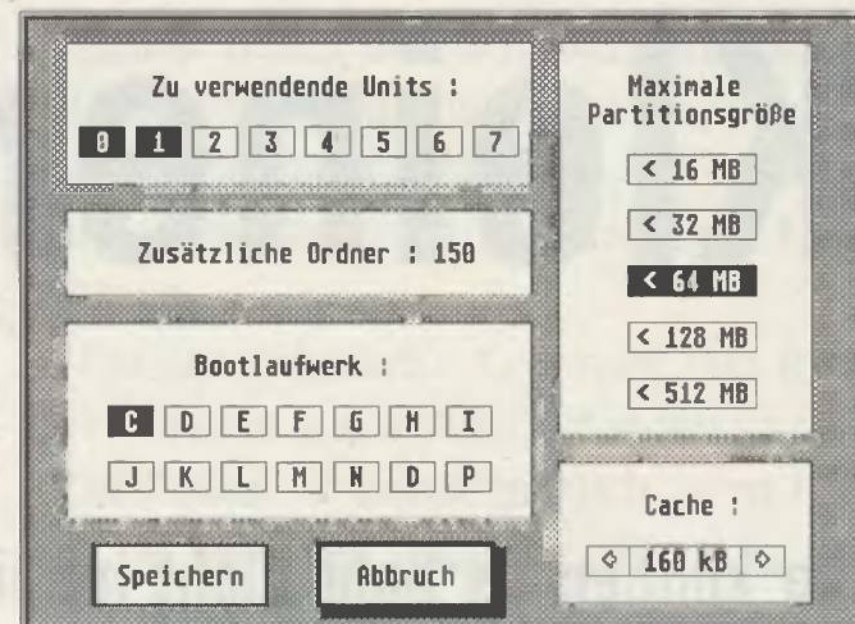 Zu verwendende Units :
0 1 2 3 4 5 6 7
Zusätzliche Ordner : 150
Bootlaufwerk :
C D E F G H I
J K L M N O P
Speichern
Abbruch
Maximale
Partitionsgröße
< 16 MB
< 32 MB
< 64 MB
< 128 MB
< 512 MB
Cache :
160 kB